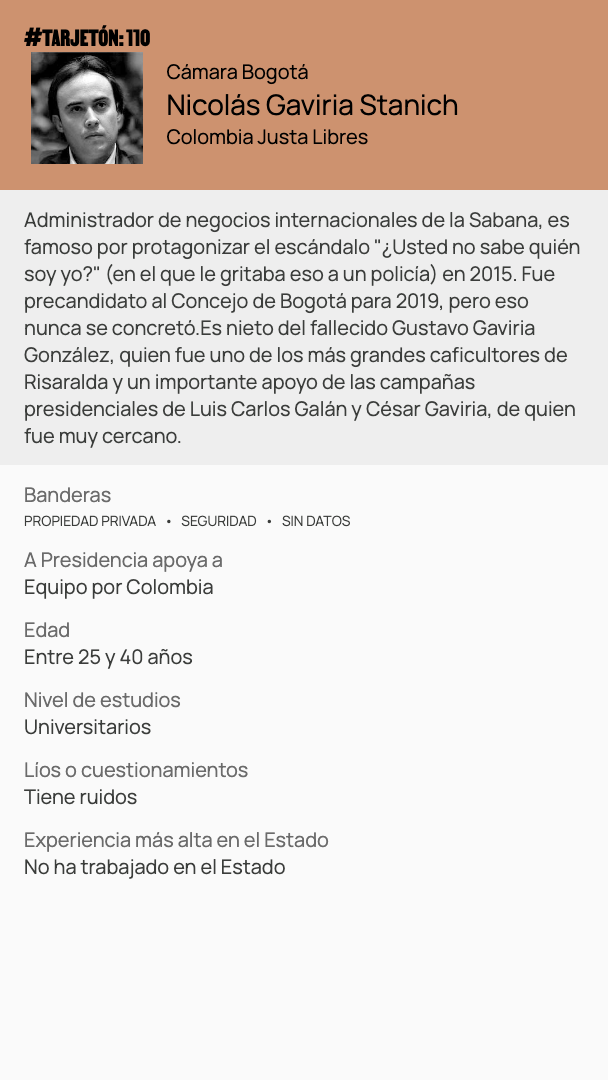 #TARJETÓN: 110
Cámara Bogotá
Nicolás Gaviria Stanich
Colombia Justa Libres
Administrador de negocios internacionales de la Sabana, es
famoso por protagonizar el escándalo "¿Usted no sabe quién
soy yo?" (en el que le gritaba eso a un policía) en 2015. Fue
precandidato al Concejo de Bogotá para 2019, pero eso
nunca se concretó.Es nieto del fallecido Gustavo Gaviria
González, quien fue uno de los más grandes caficultores de
Risaralda y un importante apoyo de las campañas
presidenciales de Luis Carlos Galán y César Gaviria, de quien
fue muy cercano.
Banderas
PROPIEDAD PRIVADA • SEGURIDAD • SIN DATOS
A Presidencia apoya a
Equipo por Colombia
Edad
Entre 25 y 40 años
Nivel de estudios
Universitarios
Líos o cuestionamientos
Tiene ruidos
Experiencia más alta en el Estado
No ha trabajado en el Estado